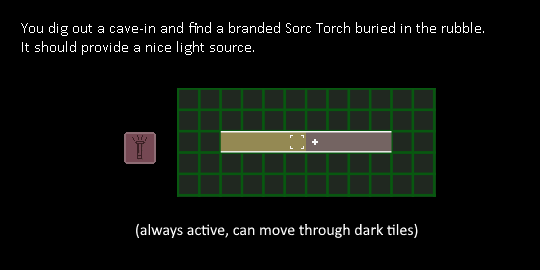 You dig out a cave-in and find a branded Sorc Torch buried in the rubble.
It should provide a nice light source.
(always active, can move through dark tiles)